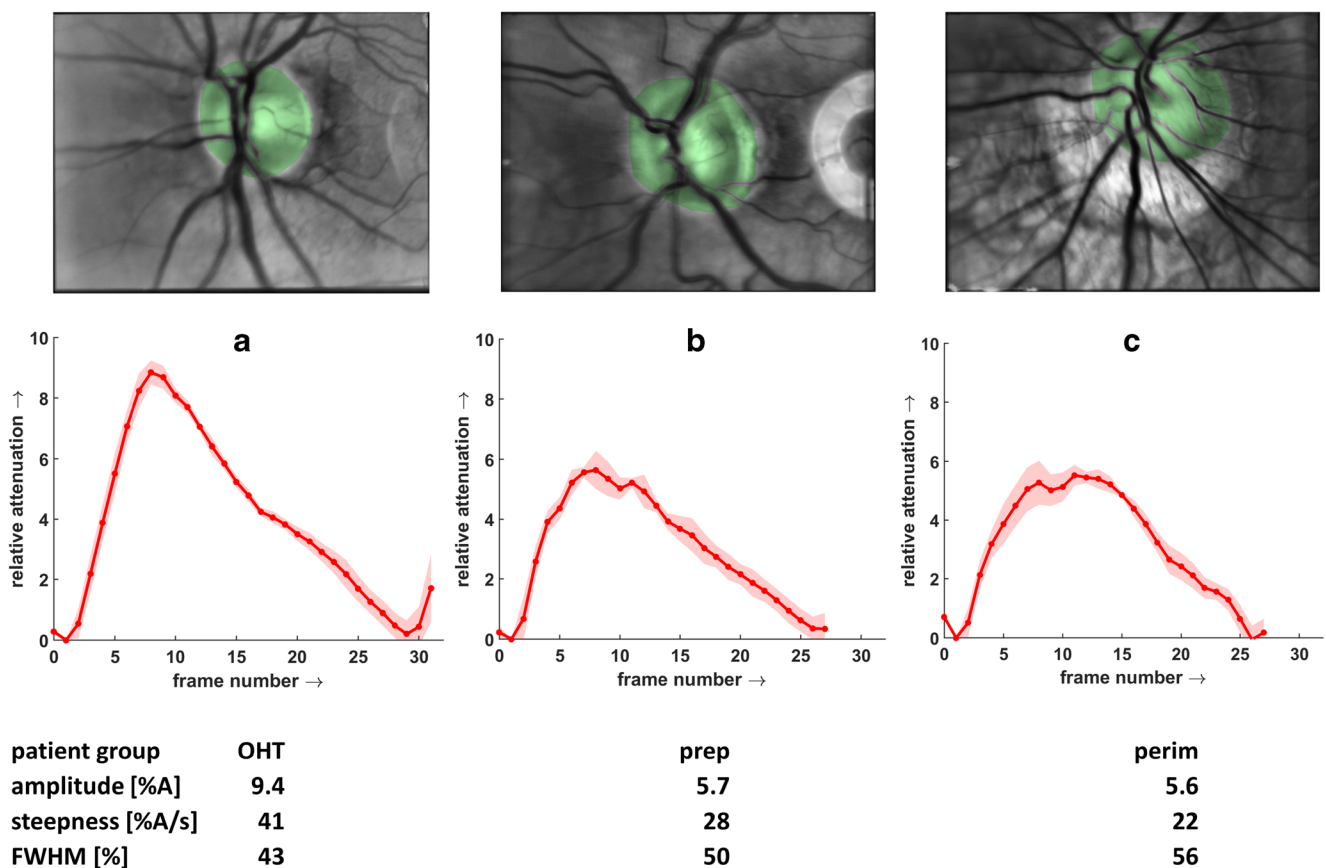 a
b
c
10
8
6
4
2
0
relative attenuation →
0 5 10 15 20 25 30
frame number →
10
8
6
4
2
0
relative attenuation →
0 5 10 15 20 25 30
frame number →
10
8
6
4
2
0
relative attenuation →
0 5 10 15 20 25 30
frame number →
patient group OHT prep perim
amplitude [%A] 9.4 5.7 5.6
steepness [%A/s] 41 28 22
FWHM [%] 43 50 56